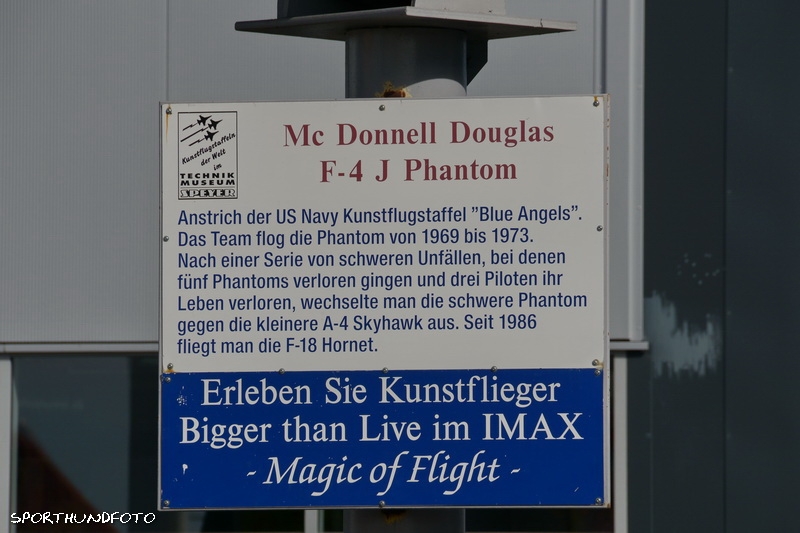 Kunstflugstaffeln
der Welt
im
TECHNIK
MUSEUM
SPEYER
Mc Donnell Douglas
F-4 J Phantom
Anstrich der US Navy Kunstflugstaffel "Blue Angels".
Das Team flog die Phantom von 1969 bis 1973.
Nach einer Serie von schweren Unfällen, bei denen
fünf Phantoms verloren gingen und drei Piloten ihr
Leben verloren, wechselte man die schwere Phantom
gegen die kleinere A-4 Skyhawk aus. Seit 1986
fliegt man die F-18 Hornet.
Erleben Sie Kunstflieger
Bigger than Live im IMAX
- Magic of Flight -
SPORTHUNDFOTO